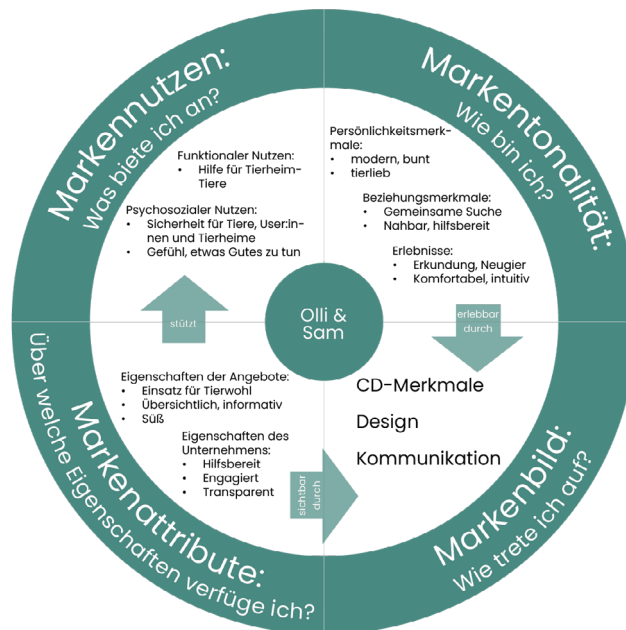 Markennutzen:
Was biete ich an?
Funktionaler Nutzen:
• Hilfe für Tierheim-
Tiere
Psychosozialer Nutzen:
• Sicherheit für Tiere, User:in-
nen und Tierheime
• Gefühl, etwas Gutes zu tun
stützt
Markentonalität:
Wie bin ich?
Persönlichkeitsmerk-
male:
• modern, bunt
• tierlieb
Beziehungsmerkmale:
• Gemeinsame Suche
• Nahbar, hilfsbereit
Erlebnisse:
• Erkundung, Neugier
• Komfortabel, intuitiv
erlebbar
durch
Olli &
Sam
Über welche Eigenschaften verfüge ich?
Markenattribute:
Eigenschaften der Angebote:
• Einsatz für Tierwohl
• Übersichtlich, informativ
• Süß
Eigenschaften des
Unternehmens:
• Hilfsbereit
• Engagiert
• Transparent
sichtbar
durch
CD-Merkmale
Design
Kommunikation
Markenbild:
Wie trete ich auf?